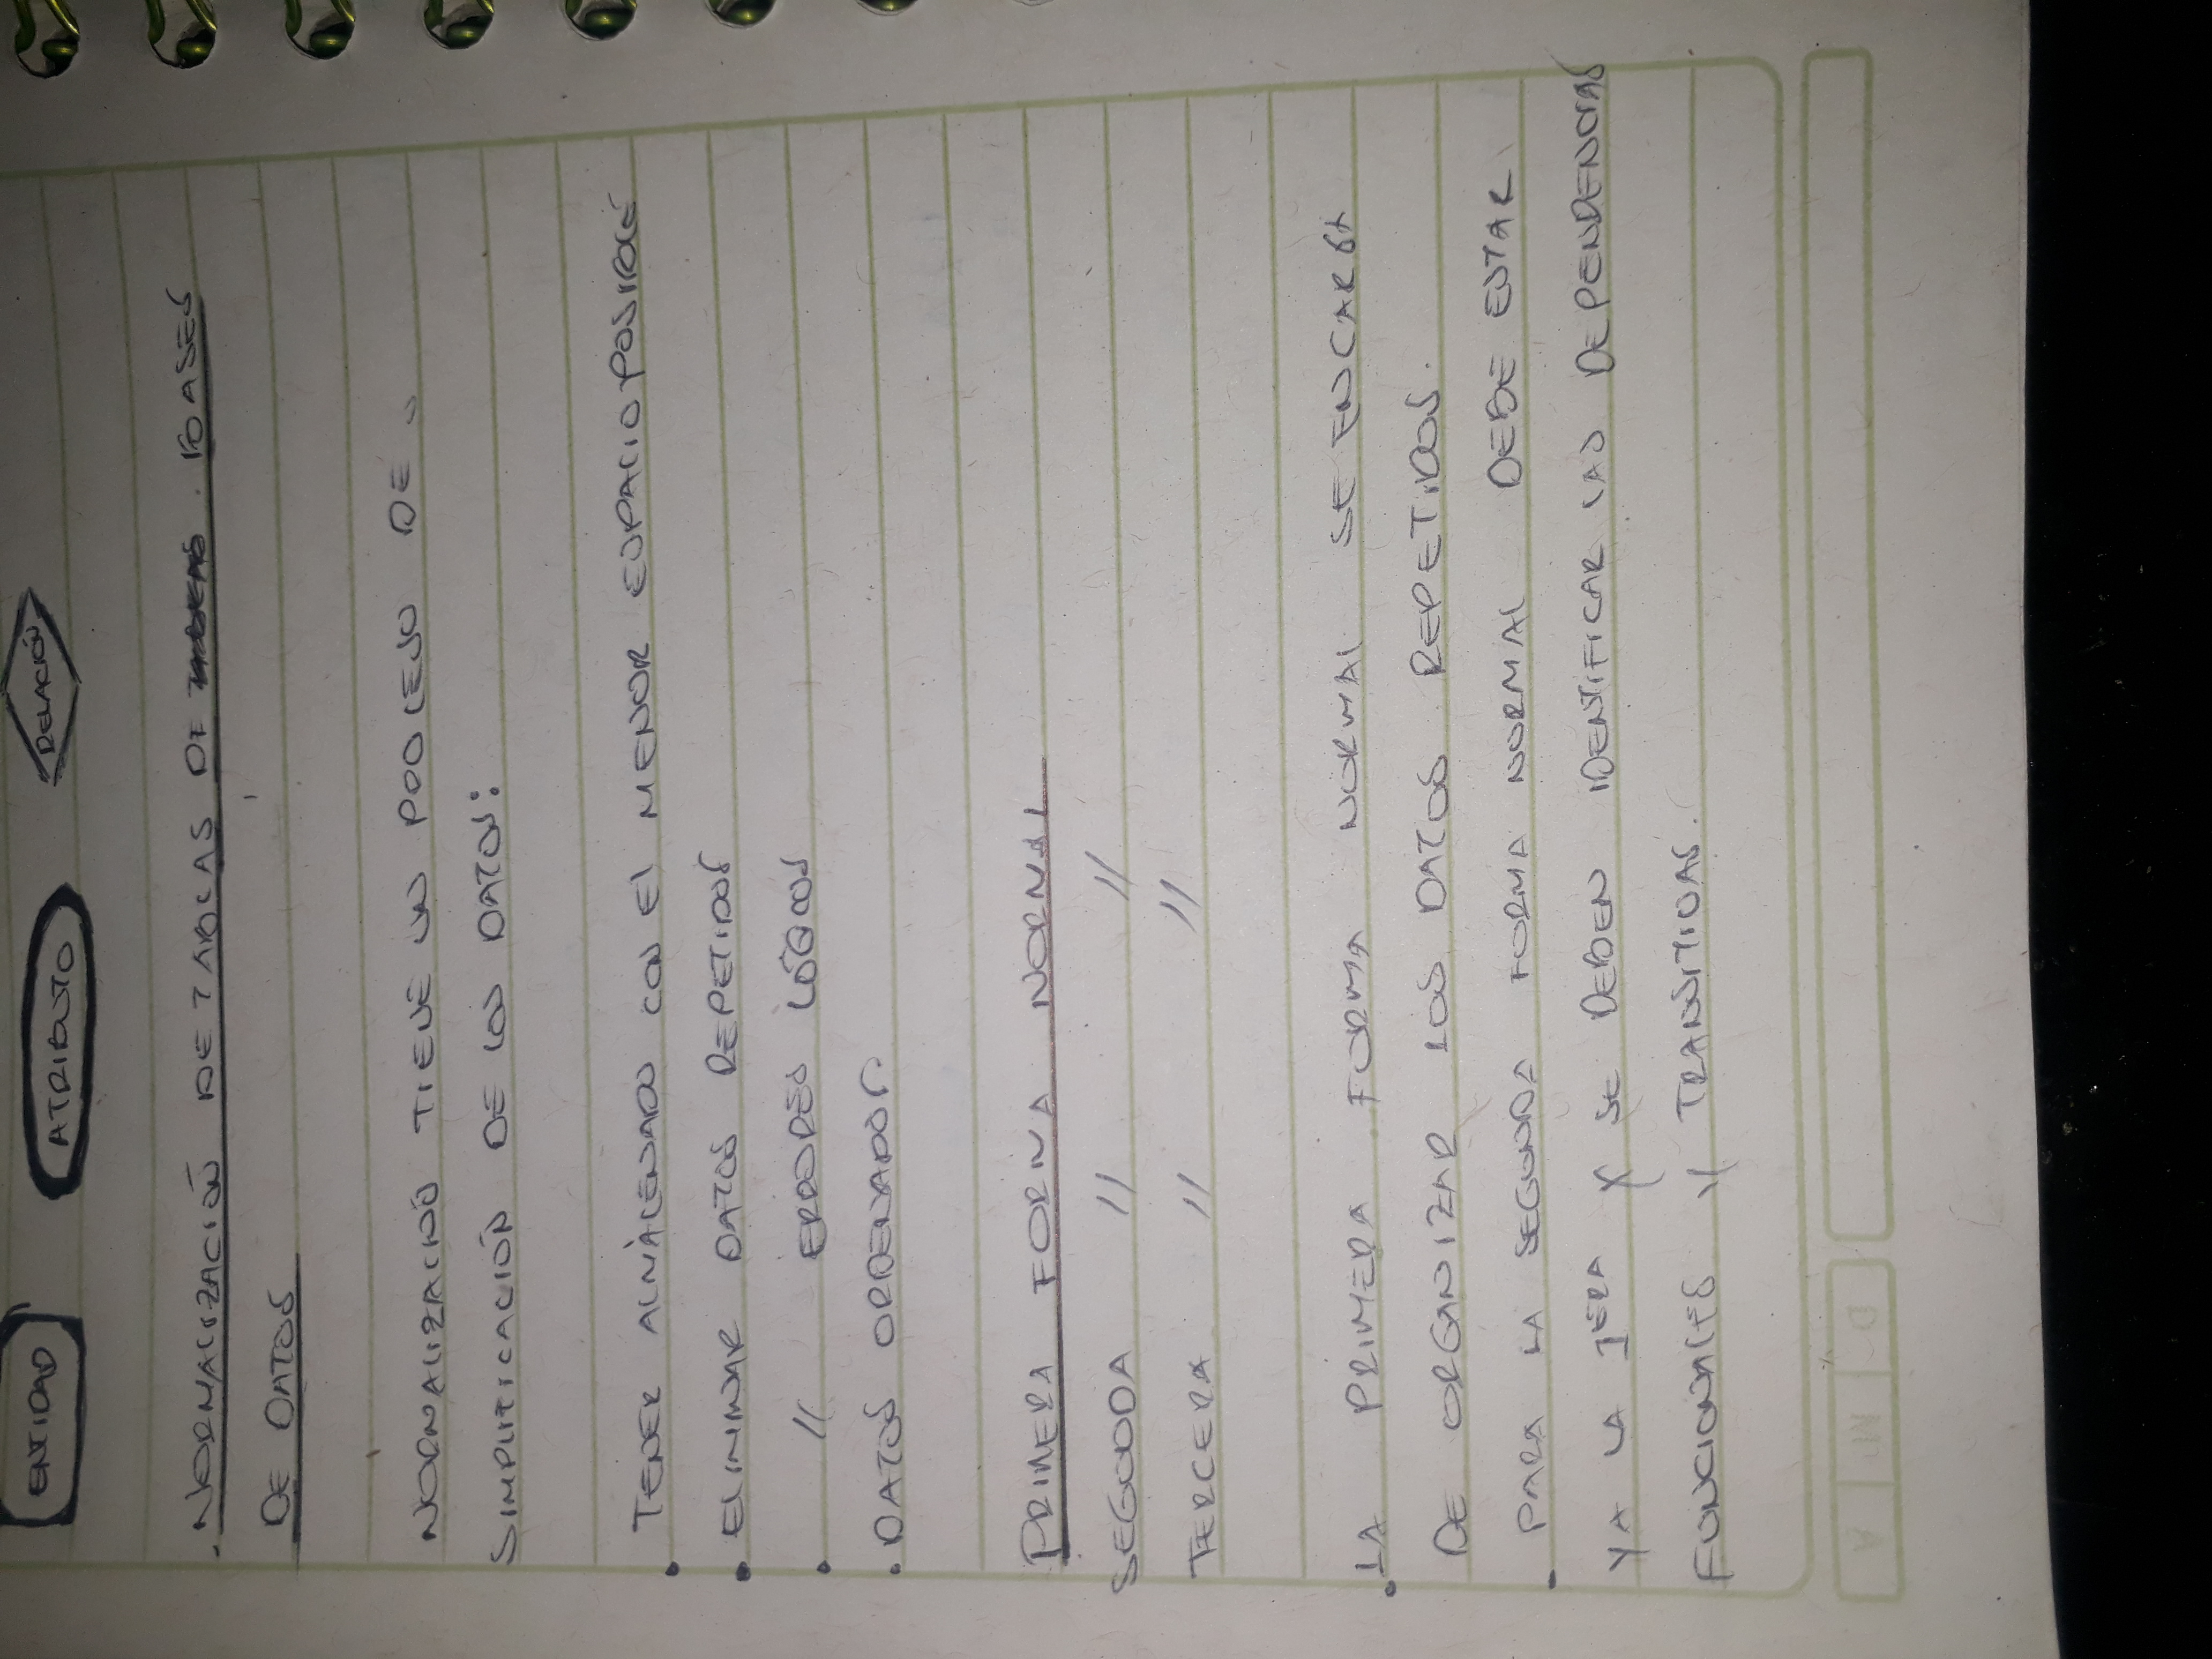 ENTIDAD ATRIBUTO RELACIÓN
. NORMALIZACIÓN DE TABLAS DE . BASES
DE DATOS
NORMALIZACIÓN TIENE UN PROCESO DE
SIMPLIFICACIÓN DE LOS DATOS:
• TENER ALMACENADO CON El MENOR ESPACIO POSIBLE
• ELIMINAR DATOS REPETIDOS
• // ERRORES LÓGICOS
• DATOS ORDENADOS
PRIMERA FORMA NORMAL
SEGUNDA // //
TERCERA // //
• LA PRIMERA FORMA NORMAL SE ENCARGA
DE ORGANIZAR LOS DATOS REPETIDOS.
- PARA LA SEGUNDA FORMA NORMAL DEBE ESTAR
YA LA 1ERA Y SE DEBEN IDENTIFICAR LAS DEPENDENCIAS
FUNCIONALES Y TRANSITIVAS.
D M A